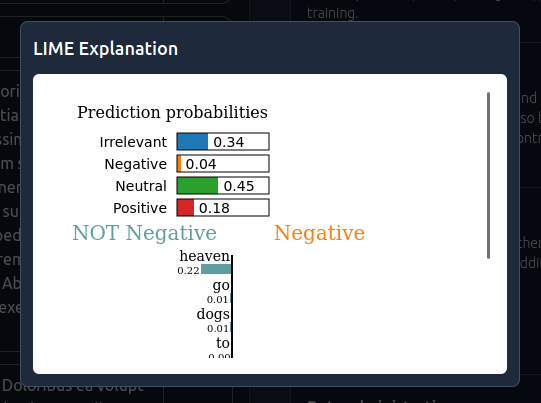 training.
LIME Explanation
Prediction probabilities
Irrelevant 0.34
Negative 0.04
Neutral 0.45
Positive 0.18
NOT Negative Negative
heaven
0.22
go
0.01
dogs
0.01
to
0.00
Doloribus ea volupt